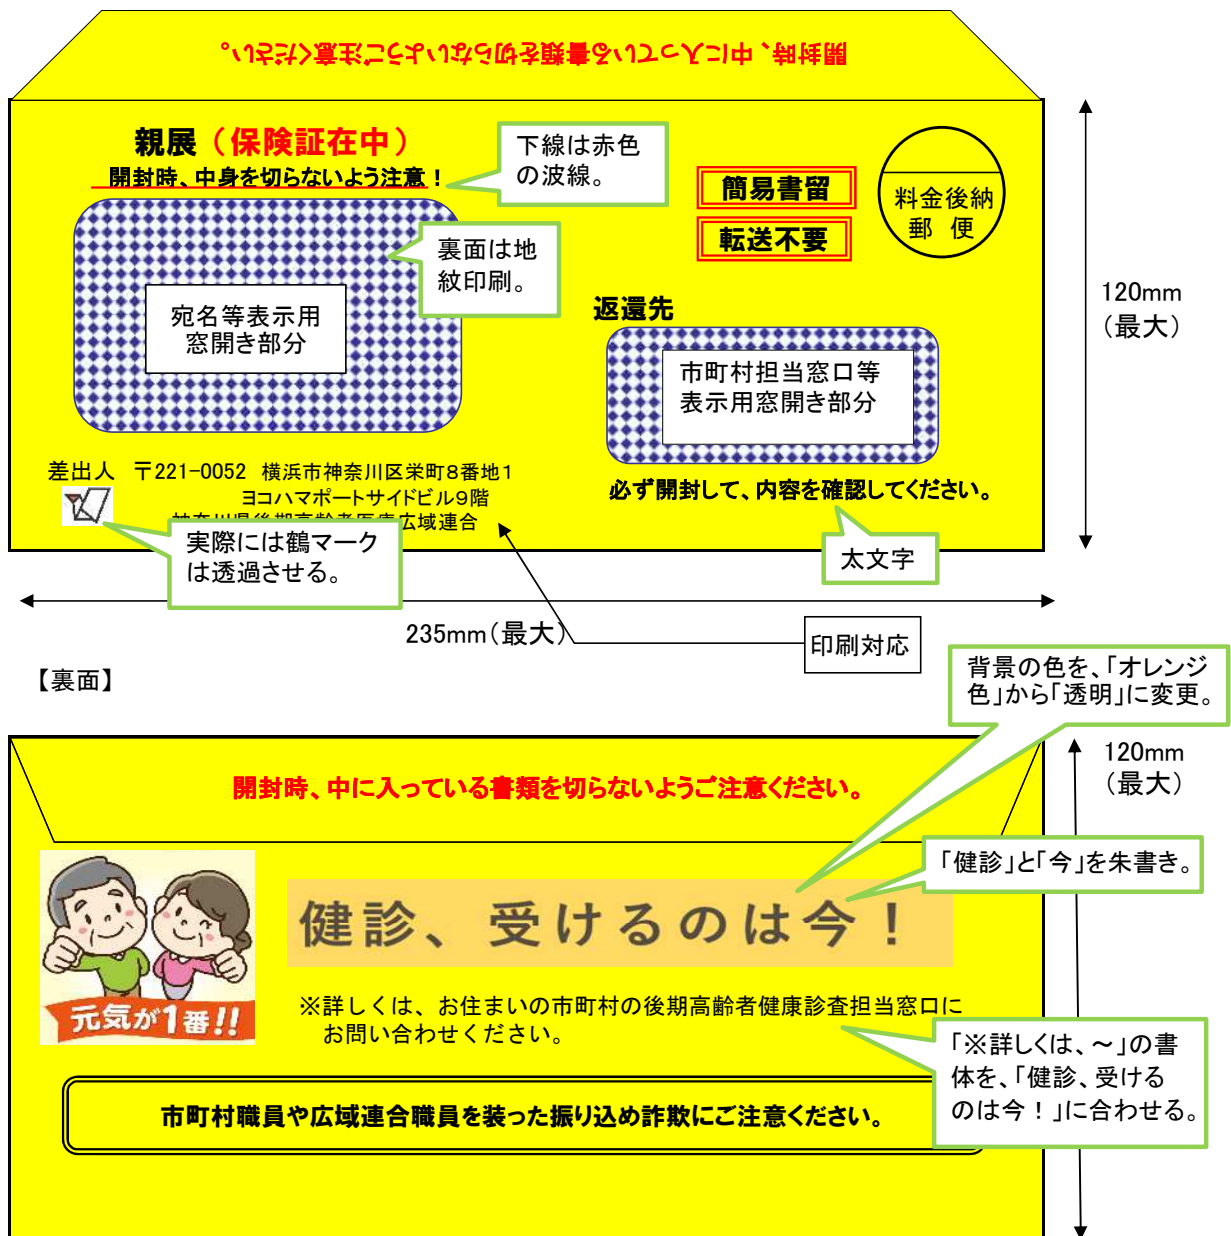 開封時、中に入っている書類を切らないようご注意ください。
親展（保険証在中）
開封時、中身を切らないよう注意！
下線は赤色
の波線。
簡易書留
転送不要
料金後納
郵 便
裏面は地
紋印刷。
120mm
（最大）
宛名等表示用
窓開き部分
返還先
市町村担当窓口等
表示用窓開き部分
差出人 〒221-0052 横浜市神奈川区栄町8番地1
ヨコハマポートサイドビル9階
神奈川県後期高齢者医療広域連合
必ず開封して、内容を確認してください。
実際には鶴マーク
は透過させる。
太文字
235mm（最大）
印刷対応
【裏面】
背景の色を、「オレンジ
色」から「透明」に変更。
120mm
（最大）
開封時、中に入っている書類を切らないようご注意ください。
「健診」と「今」を朱書き。
健診、受けるのは今！
元気が1番!!
※詳しくは、お住まいの市町村の後期高齢者健康診査担当窓口に
お問い合わせください。
「※詳しくは、～」の書
体を、「健診、受ける
のは今！」に合わせる。
市町村職員や広域連合職員を装った振り込め詐欺にご注意ください。